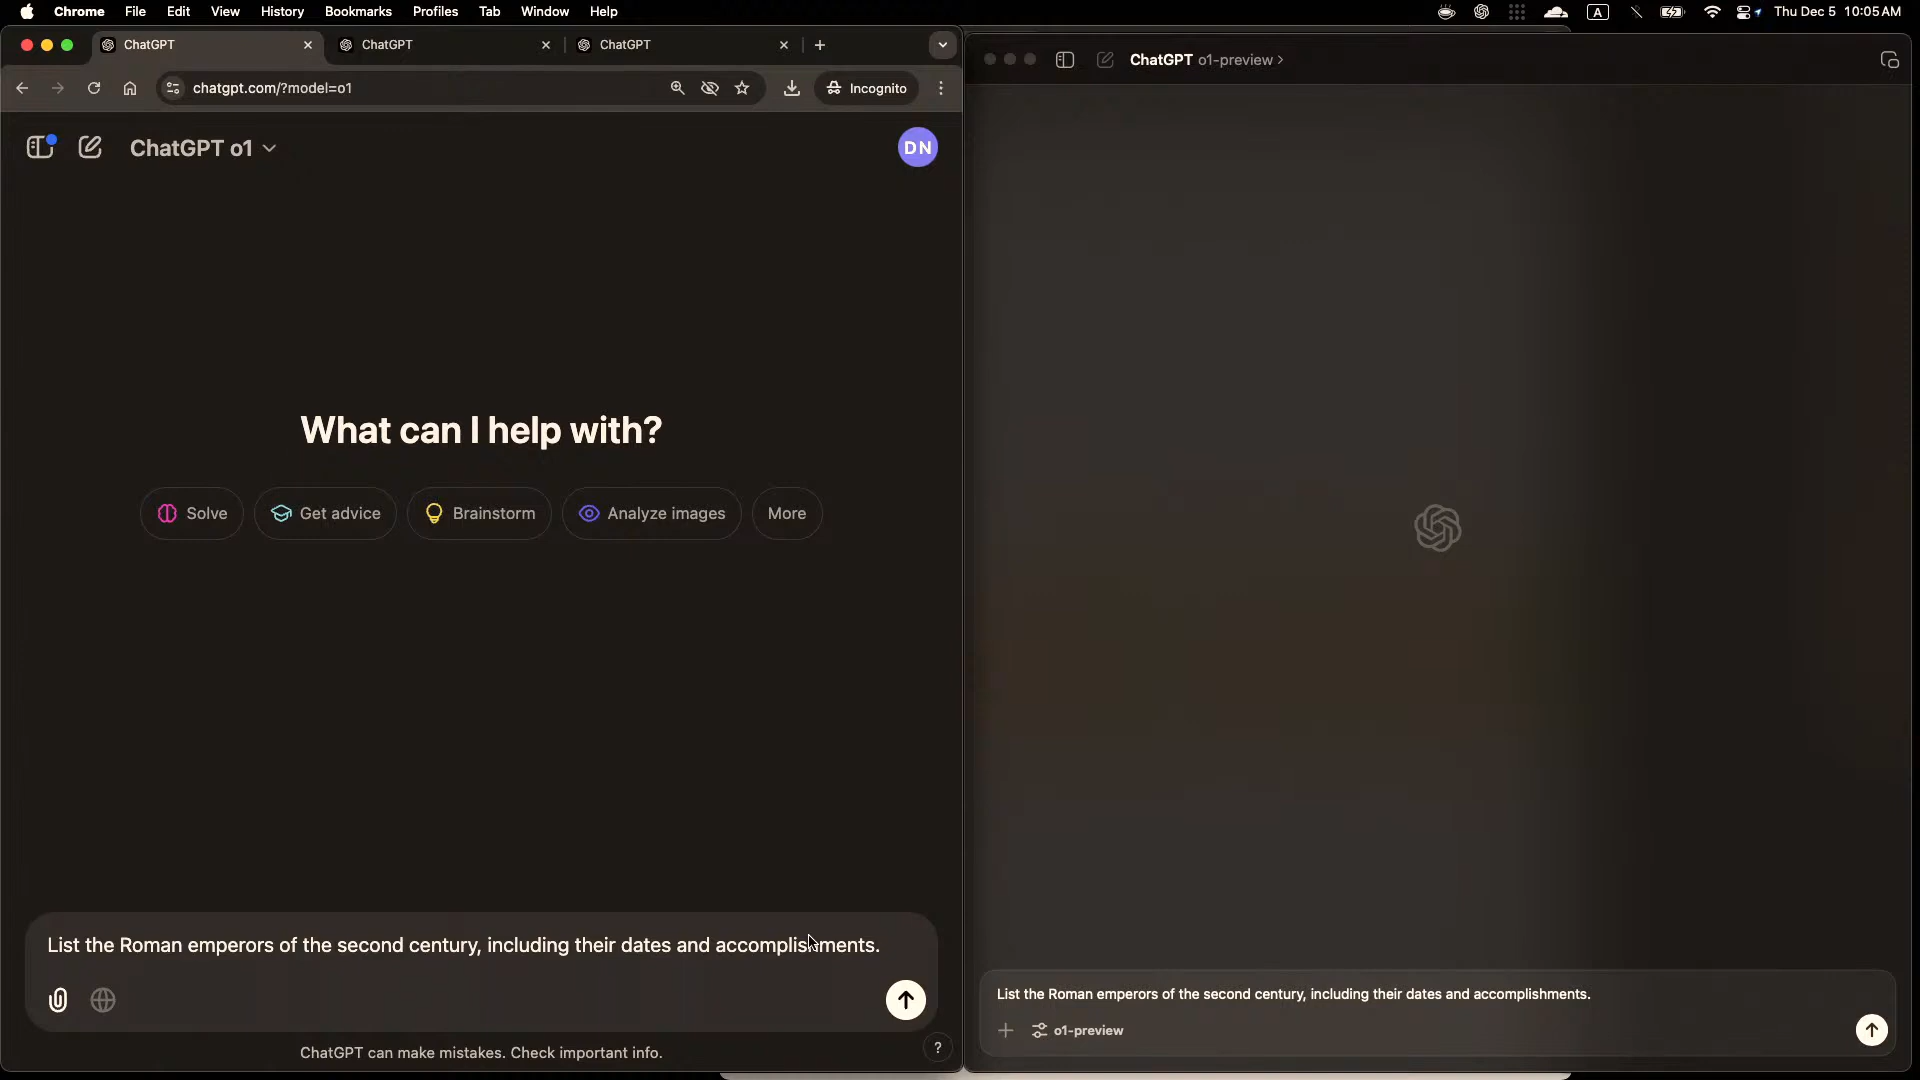 Chrome File Edit View History Bookmarks Profiles Tab Window Help
A Thu Dec 5 10:05 AM
ChatGPT ChatGPT ChatGPT
chatgpt.com/?model=o1 Incognito
ChatGPT o1 DN
What can I help with?
Solve Get advice Brainstorm Analyze images More
List the Roman emperors of the second century, including their dates and accomplishments.
ChatGPT can make mistakes. Check important info. ?
ChatGPT o1-preview >
List the Roman emperors of the second century, including their dates and accomplishments.
o1-preview